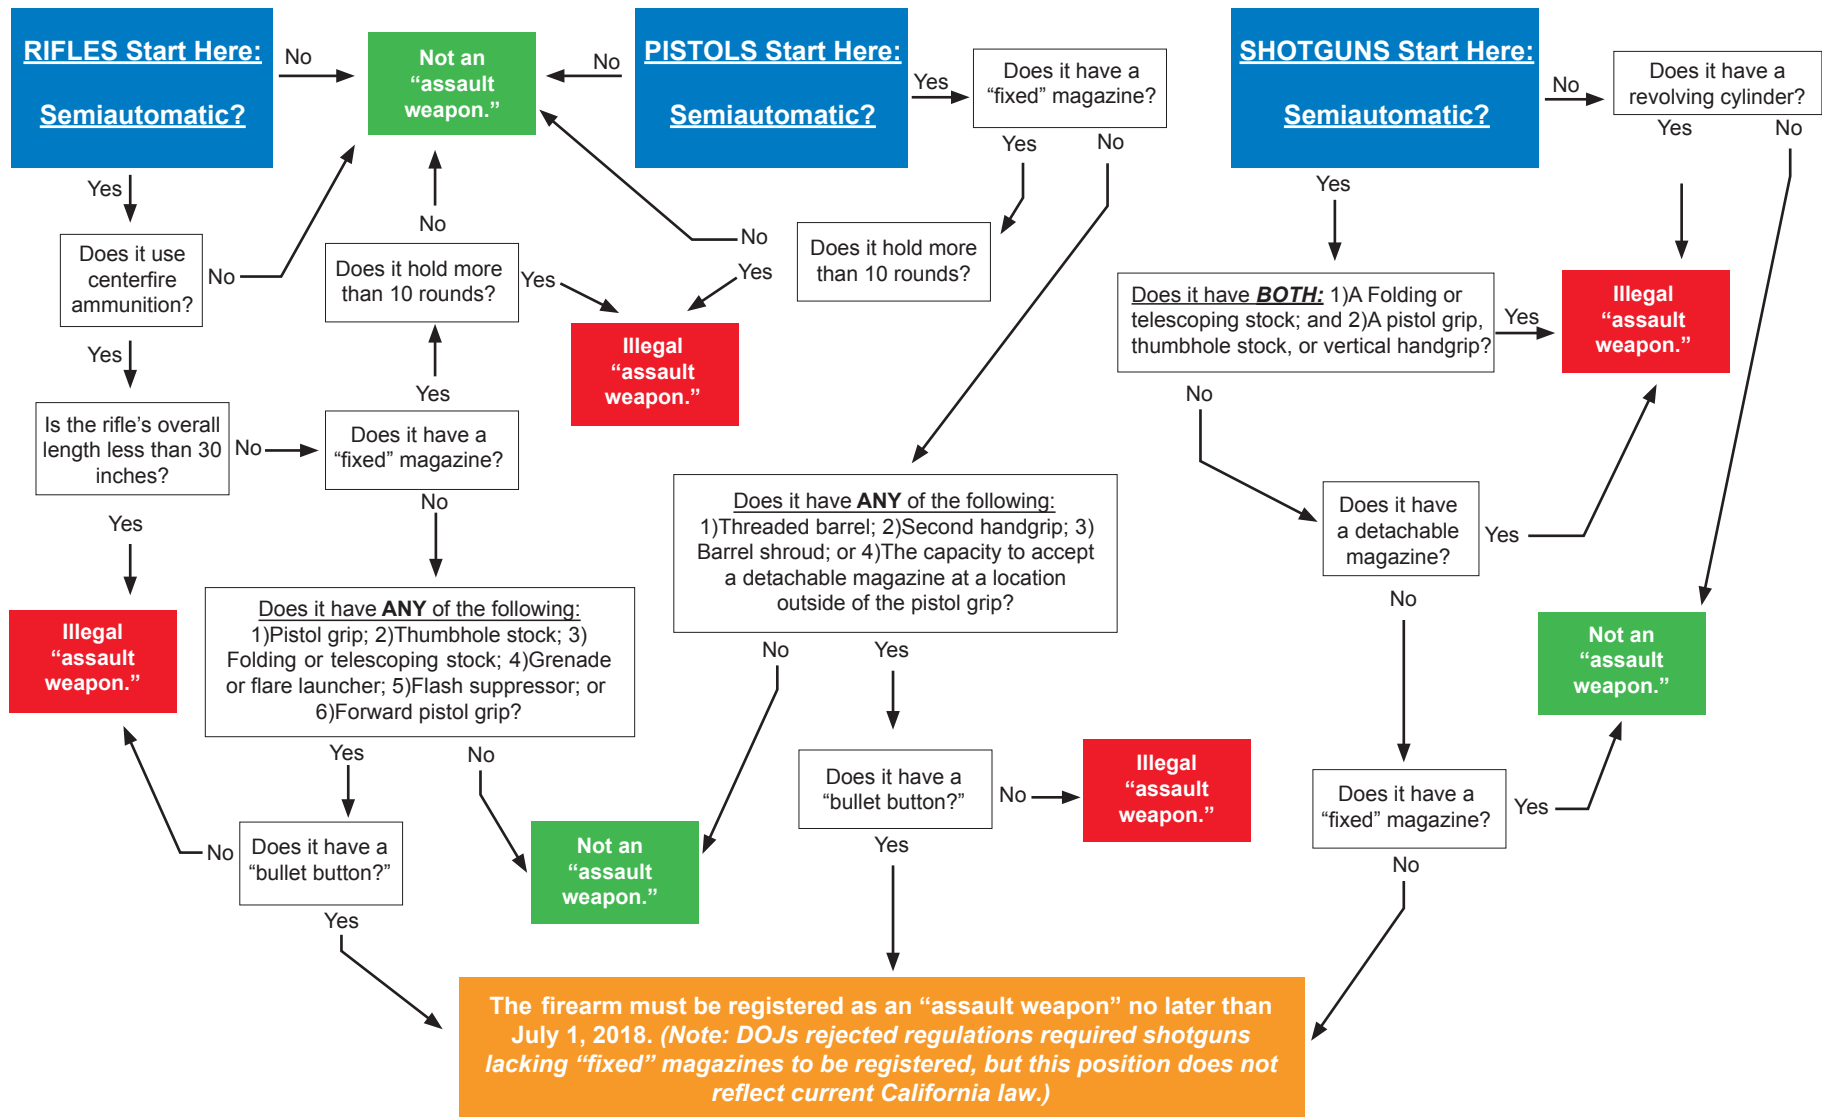 RIFLES Start Here:
Semiautomatic?
No
Not an
“assault
weapon.”
No
PISTOLS Start Here:
Semiautomatic?
Yes
Does it have a
“fixed” magazine?
SHOTGUNS Start Here:
Semiautomatic?
No
Does it have a
revolving cylinder?
Yes
No
Yes
No
Yes
Yes
No
No
Yes
Does it use
centerfire
ammunition?
No
Does it hold more
than 10 rounds?
Yes
Does it hold more
than 10 rounds?
Illegal
“assault
weapon.”
Does it have BOTH: 1)A Folding or
telescoping stock; and 2)A pistol grip,
thumbhole stock, or vertical handgrip?
Yes
Illegal
“assault
weapon.”
Yes
Yes
No
Is the rifle’s overall
length less than 30
inches?
No
Does it have a
“fixed” magazine?
No
Yes
Does it have ANY of the following:
1)Threaded barrel; 2)Second handgrip; 3)
Barrel shroud; or 4)The capacity to accept
a detachable magazine at a location
outside of the pistol grip?
Does it have
a detachable
magazine?
Yes
No
Illegal
“assault
weapon.”
Does it have ANY of the following:
1)Pistol grip; 2)Thumbhole stock; 3)
Folding or telescoping stock; 4)Grenade
or flare launcher; 5)Flash suppressor; or
6)Forward pistol grip?
No
Yes
Not an
“assault
weapon.”
Yes
No
Does it have a
“bullet button?”
No
Illegal
“assault
weapon.”
Does it have a
“fixed” magazine?
Yes
No
Does it have a
“bullet button?”
Not an
“assault
weapon.”
Yes
No
Yes
The firearm must be registered as an “assault weapon” no later than
July 1, 2018. (Note: DOJs rejected regulations required shotguns
lacking “fixed” magazines to be registered, but this position does not
reflect current California law.)